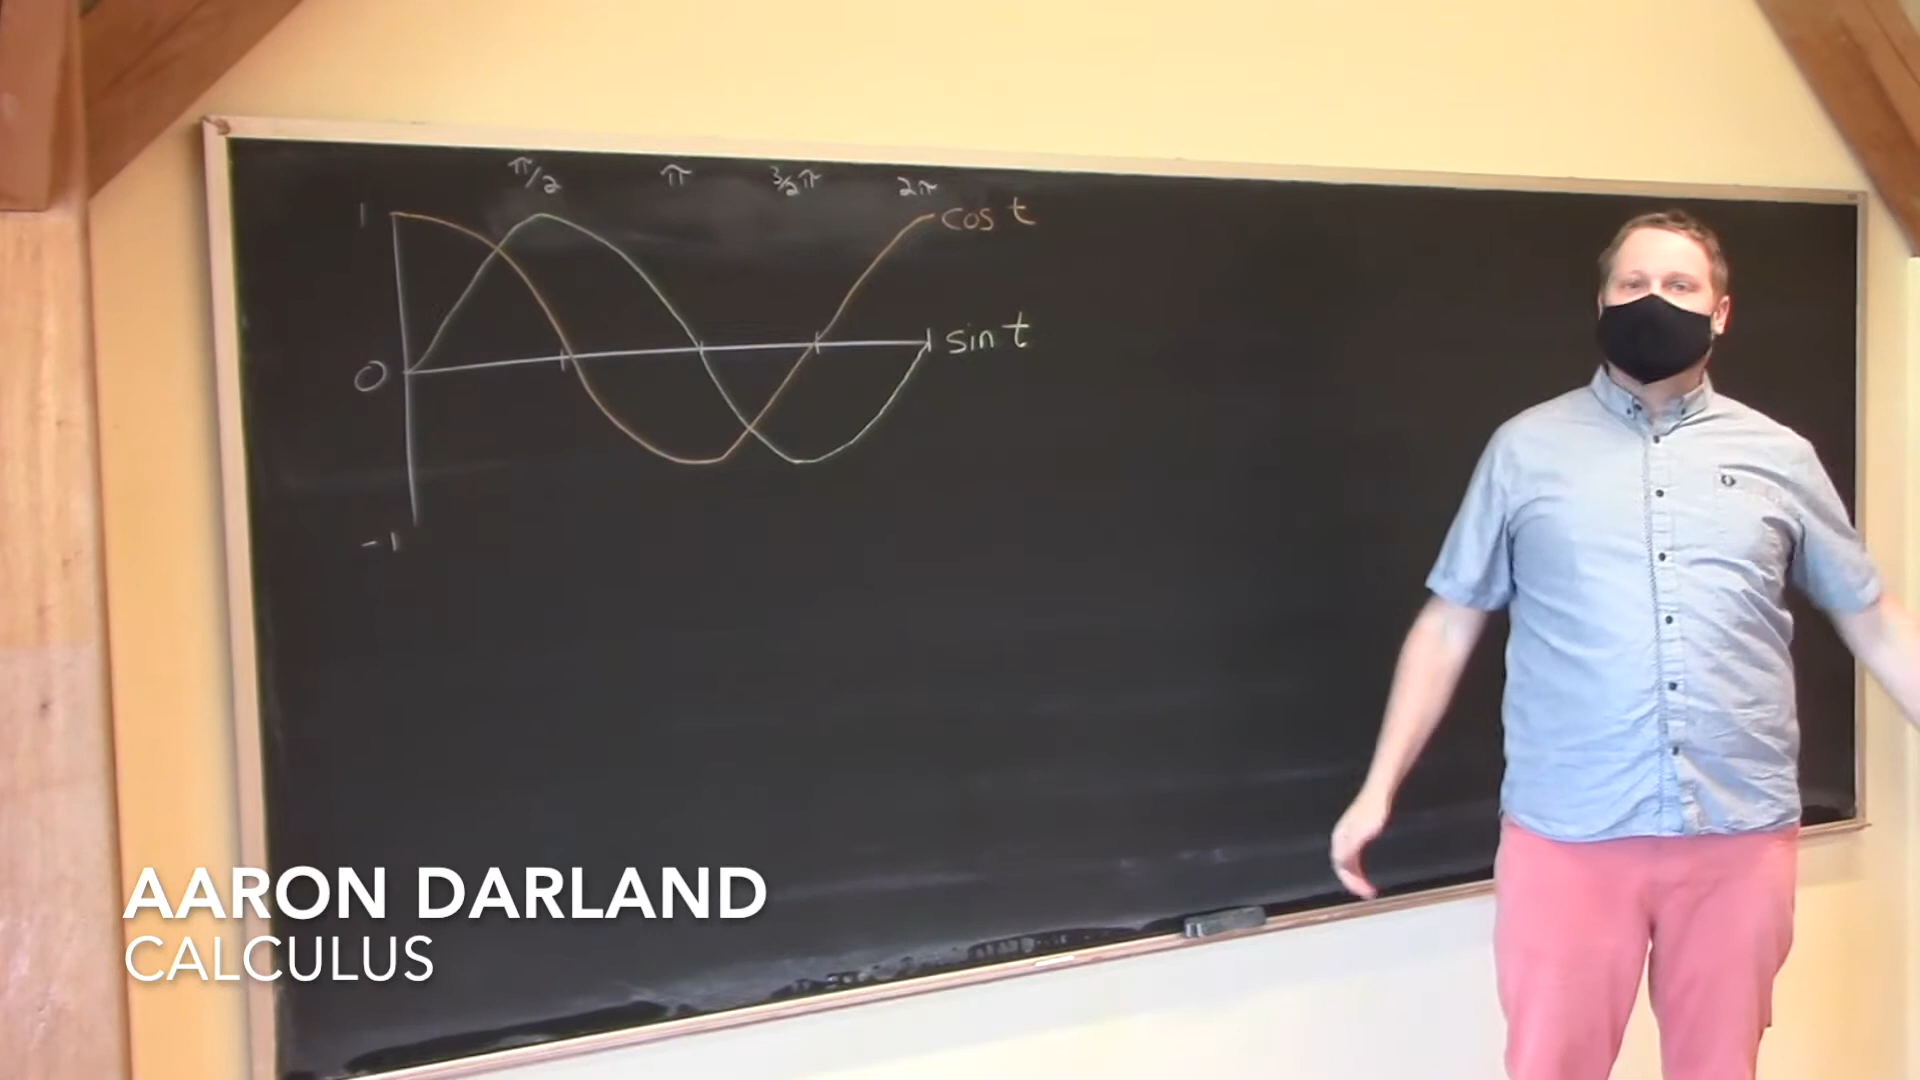 π/2 π 3/2π 2π
1
cos t
0
sin t
-1
AARON DARLAND
CALCULUS